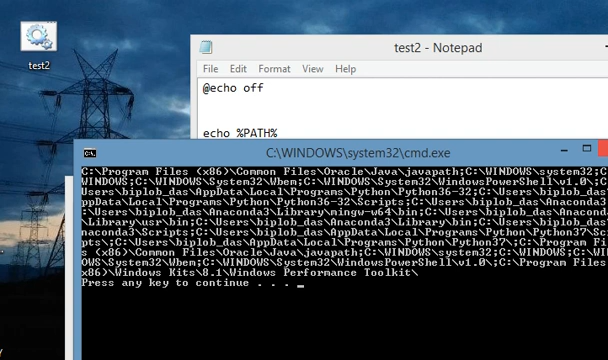 test2
test2 - Notepad
File Edit Format View Help
@echo off
echo %PATH%
C:\WINDOWS\system32\cmd.exe
C:\Program Files (x86)\Common Files\Oracle\Java\javapath;C:\WINDOWS\system32;C
WINDOWS;C:\WINDOWS\System32\Wbem;C:\WINDOWS\System32\WindowsPowerShell\v1.0\;C
Users\biplob_das\AppData\Local\Programs\Python\Python36-32;C:\Users\biplob_das
ppData\Local\Programs\Python\Python36-32\Scripts;C:\Users\biplob_das\Anaconda3
:\Users\biplob_das\Anaconda3\Library\mingw-w64\bin;C:\Users\biplob_das\Anacond
\Library\usr\bin;C:\Users\biplob_das\Anaconda3\Library\bin;C:\Users\biplob_das
naconda3\Scripts;C:\Users\biplob_das\AppData\Local\Programs\Python\Python37\Sc
pts\;C:\Users\biplob_das\AppData\Local\Programs\Python\Python37\;C:\Program Fi
s (x86)\Common Files\Oracle\Java\javapath;C:\WINDOWS\system32;C:\WINDOWS;C:\WI
OWS\System32\Wbem;C:\WINDOWS\System32\WindowsPowerShell\v1.0\;C:\Program Files
x86)\Windows Kits\8.1\Windows Performance Toolkit\
Press any key to continue . . . _